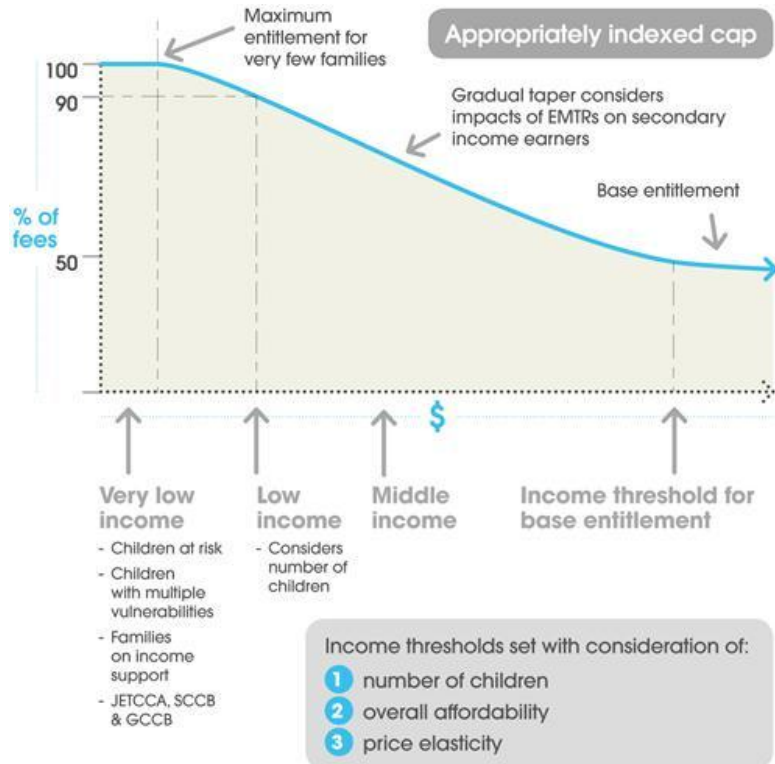 Maximum
entitlement for
very few families
Appropriately indexed cap
100
90
Gradual taper considers
impacts of EMTRs on secondary
income earners
Base entitlement
% of
fees
50
$
Very low
income
- Children at risk
- Children
with multiple
vulnerabilities
- Families
on income
support
- JETCCA, SCCB
& GCCB
Low
income
- Considers
number of
children
Middle
income
Income threshold for
base entitlement
Income thresholds set with consideration of:
1 number of children
2 overall affordability
3 price elasticity